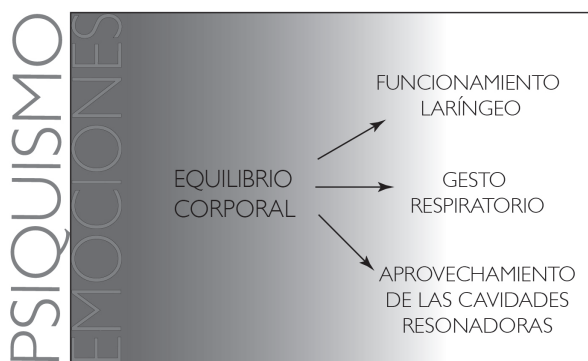 PSIQUISMO
EMOCIONES
EQUILIBRIO
CORPORAL
FUNCIONAMIENTO
LARÍNGEO
GESTO
RESPIRATORIO
APROVECHAMIENTO
DE LAS CAVIDADES
RESONADORAS